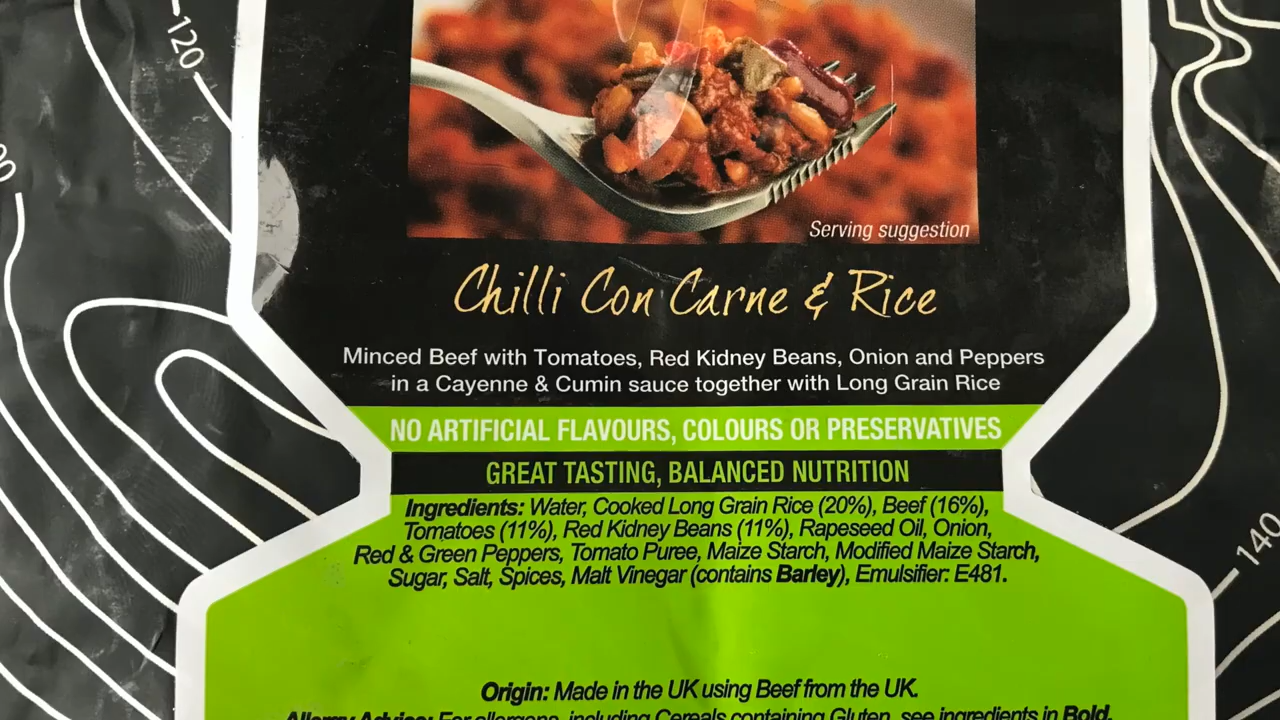 120
Serving suggestion
Chilli Con Carne & Rice
Minced Beef with Tomatoes, Red Kidney Beans, Onion and Peppers
in a Cayenne & Cumin sauce together with Long Grain Rice
NO ARTIFICIAL FLAVOURS, COLOURS OR PRESERVATIVES
GREAT TASTING, BALANCED NUTRITION
Ingredients: Water, Cooked Long Grain Rice (20%), Beef (16%),
Tomatoes (11%), Red Kidney Beans (11%), Rapeseed Oil, Onion,
Red & Green Peppers, Tomato Puree, Maize Starch, Modified Maize Starch,
Sugar, Salt, Spices, Malt Vinegar (contains Barley), Emulsifier: E481.
140
Origin: Made in the UK using Beef from the UK.
Allergy Advice: For allergens, including Cereals containing Gluten, see ingredients in Bold.